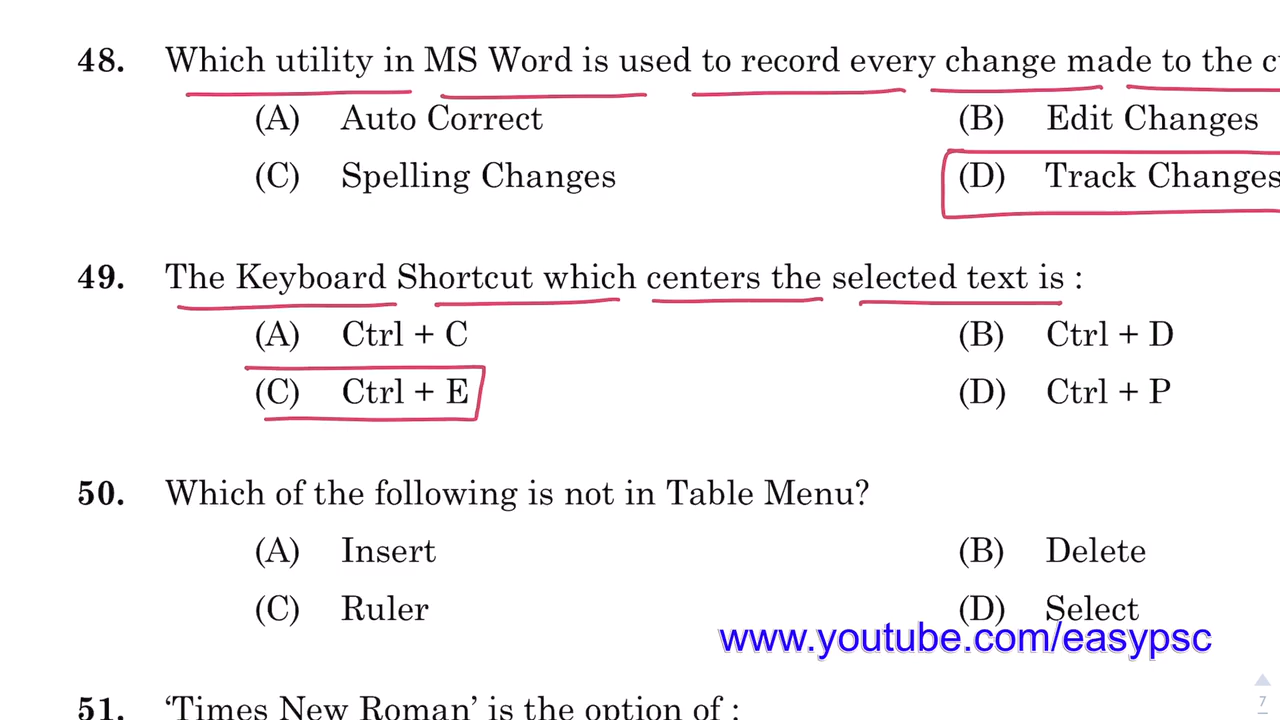 48. Which utility in MS Word is used to record every change made to the
(A) Auto Correct (B) Edit Changes
(C) Spelling Changes (D) Track Changes
49. The Keyboard Shortcut which centers the selected text is :
(A) Ctrl + C (B) Ctrl + D
(C) Ctrl + E (D) Ctrl + P
50. Which of the following is not in Table Menu?
(A) Insert (B) Delete
(C) Ruler (D) Select
www.youtube.com/easypsc
51. ‘Times New Roman’ is the option of :
7